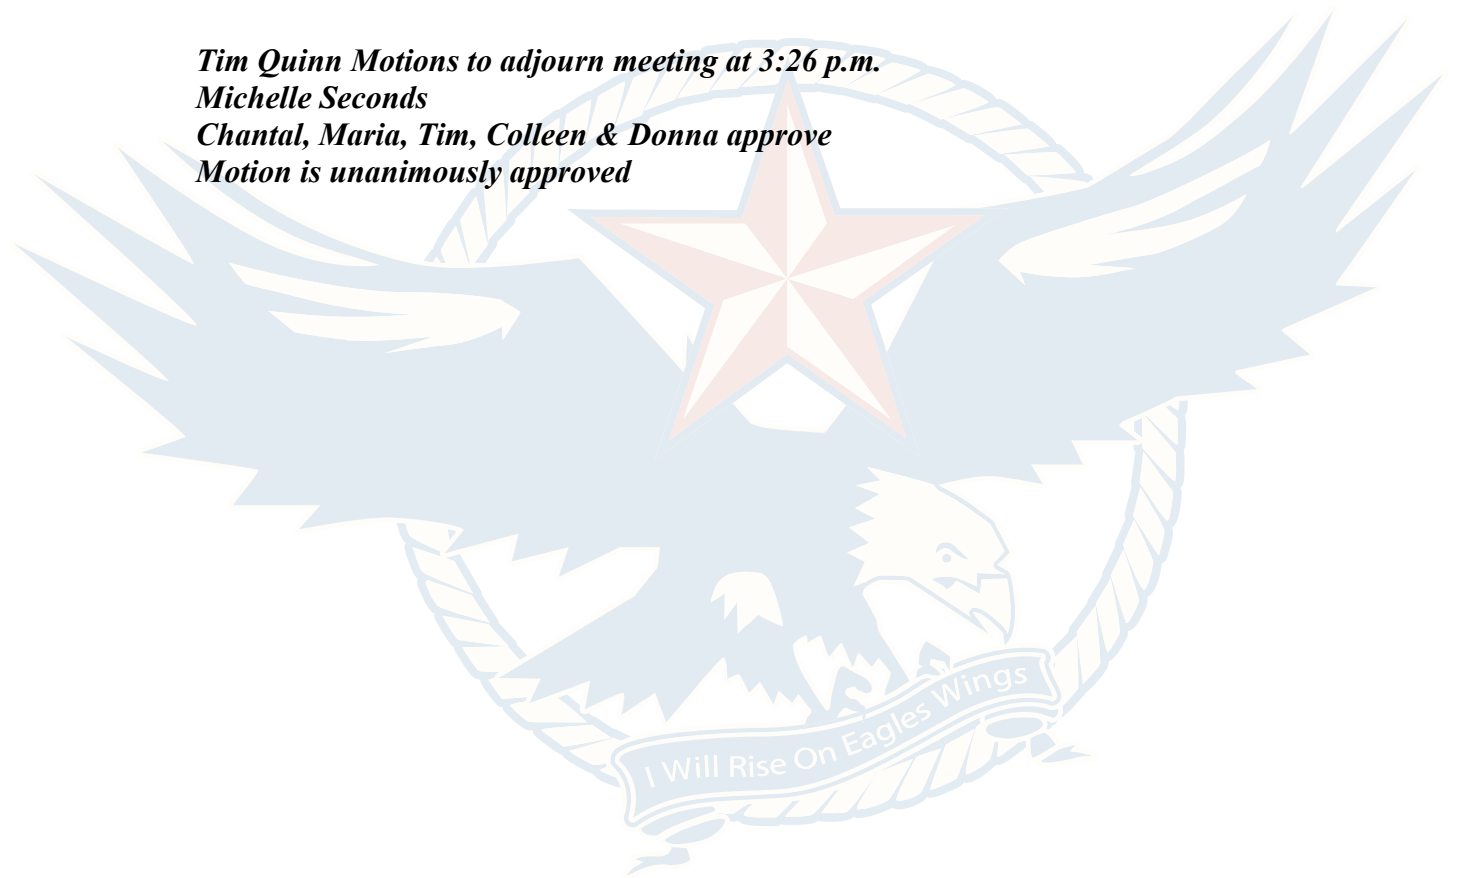 Tim Quinn Motions to adjourn meeting at 3:26 p.m.
Michelle Seconds
Chantal, Maria, Tim, Colleen & Donna approve
Motion is unanimously approved
I Will Rise On Eagles Wings